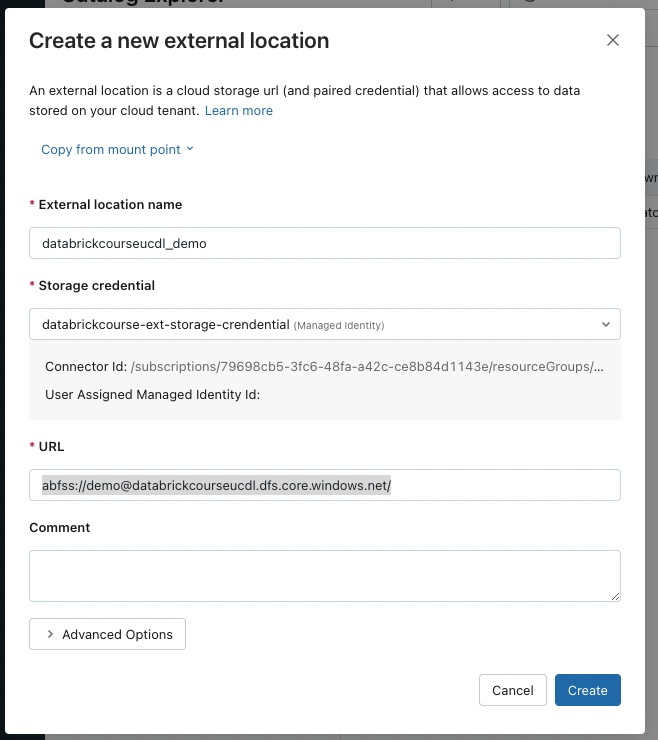 Catalog Explorer
Create a new external location
An external location is a cloud storage url (and paired credential) that allows access to data
stored on your cloud tenant. Learn more
Copy from mount point
* External location name
databrickcourseucdl_demo
* Storage credential
databrickcourse-ext-storage-crendential (Managed Identity)
Connector Id: /subscriptions/79698cb5-3fc6-48fa-a42c-ce8b84d1143e/resourceGroups/...
User Assigned Managed Identity Id:
* URL
abfss://demo@databrickcourseucdl.dfs.core.windows.net/
Comment
Advanced Options
Cancel
Create